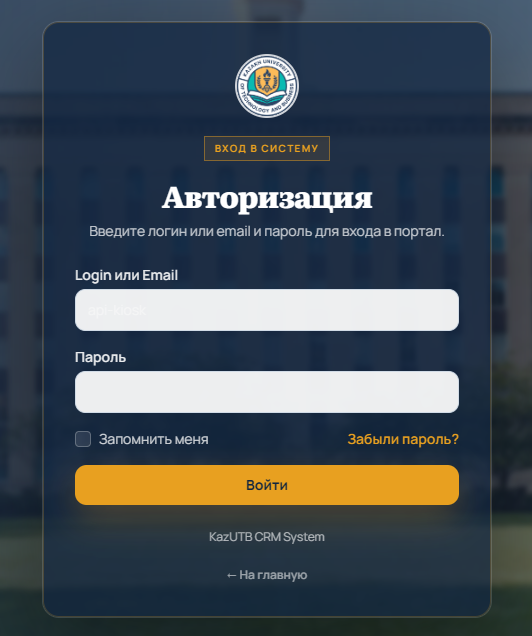 KAZAKH UNIVERSITY
OF TECHNOLOGY AND BUSINESS
ВХОД В СИСТЕМУ
Авторизация
Введите логин или email и пароль для входа в портал.
Login или Email
Пароль
Запомнить меня
Забыли пароль?
Войти
KazUTB CRM System
← На главную